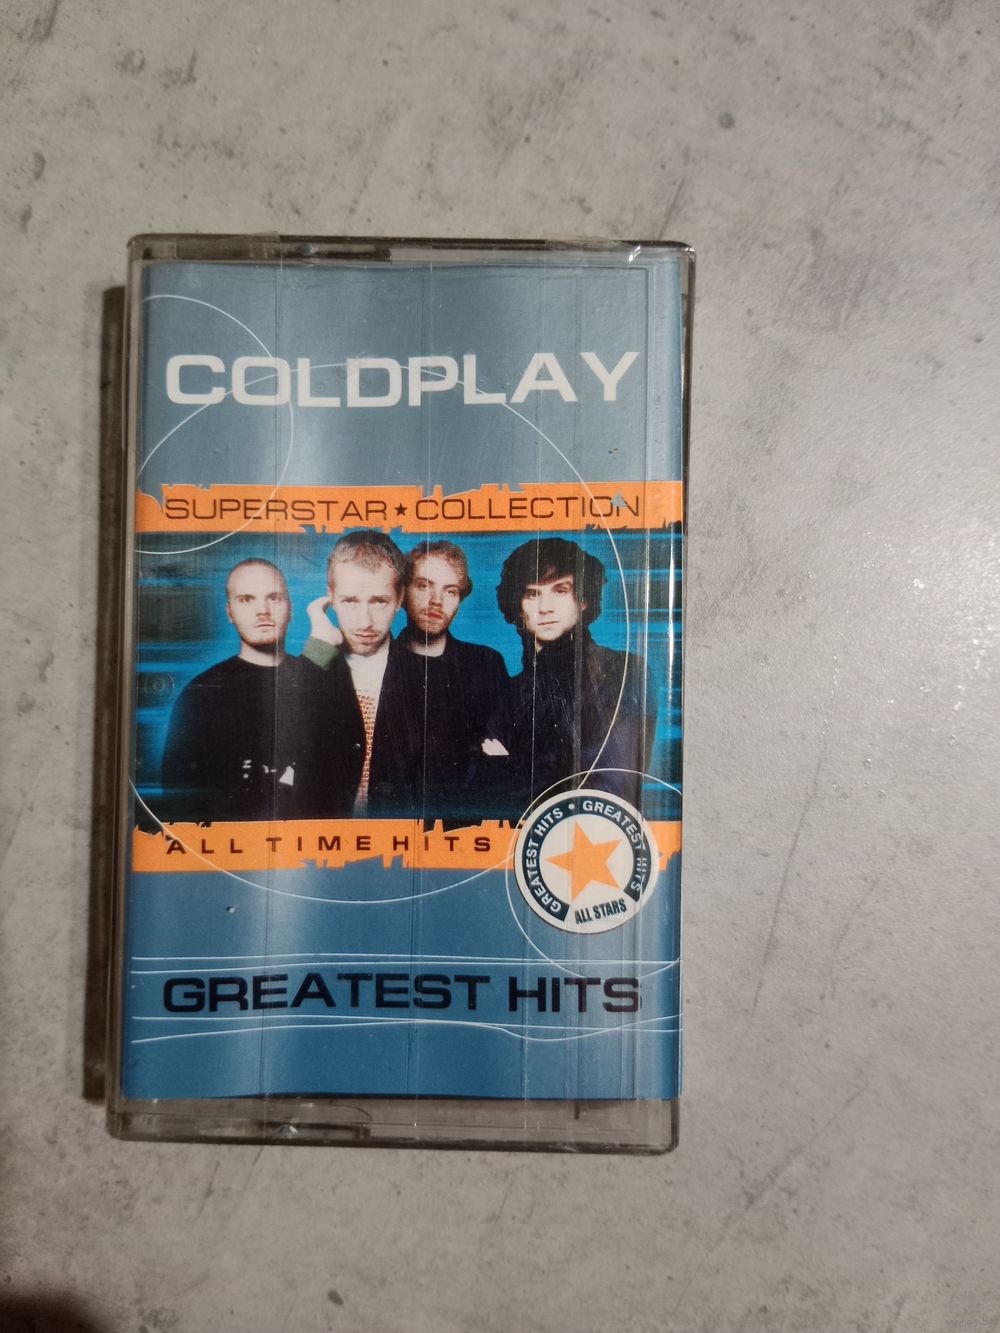 COLDPLAY
SUPERSTAR★COLLECTION
ALL TIME HITS
GREATEST HITS • GREATEST HITS
ALL STARS
GREATEST HITS